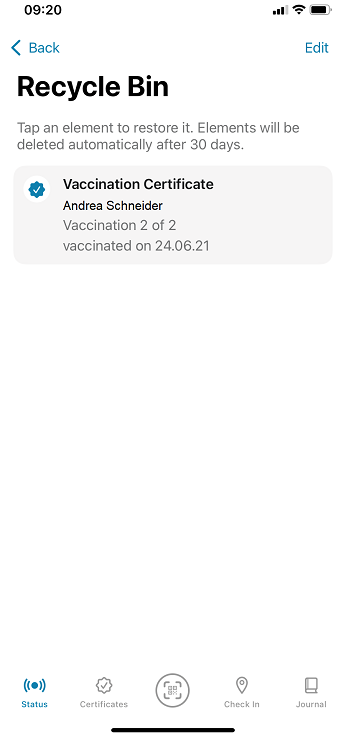 09:20
Back
Edit
Recycle Bin
Tap an element to restore it. Elements will be
deleted automatically after 30 days.
Vaccination Certificate
Andrea Schneider
Vaccination 2 of 2
vaccinated on 24.06.21
Status
Certificates
Check In
Journal